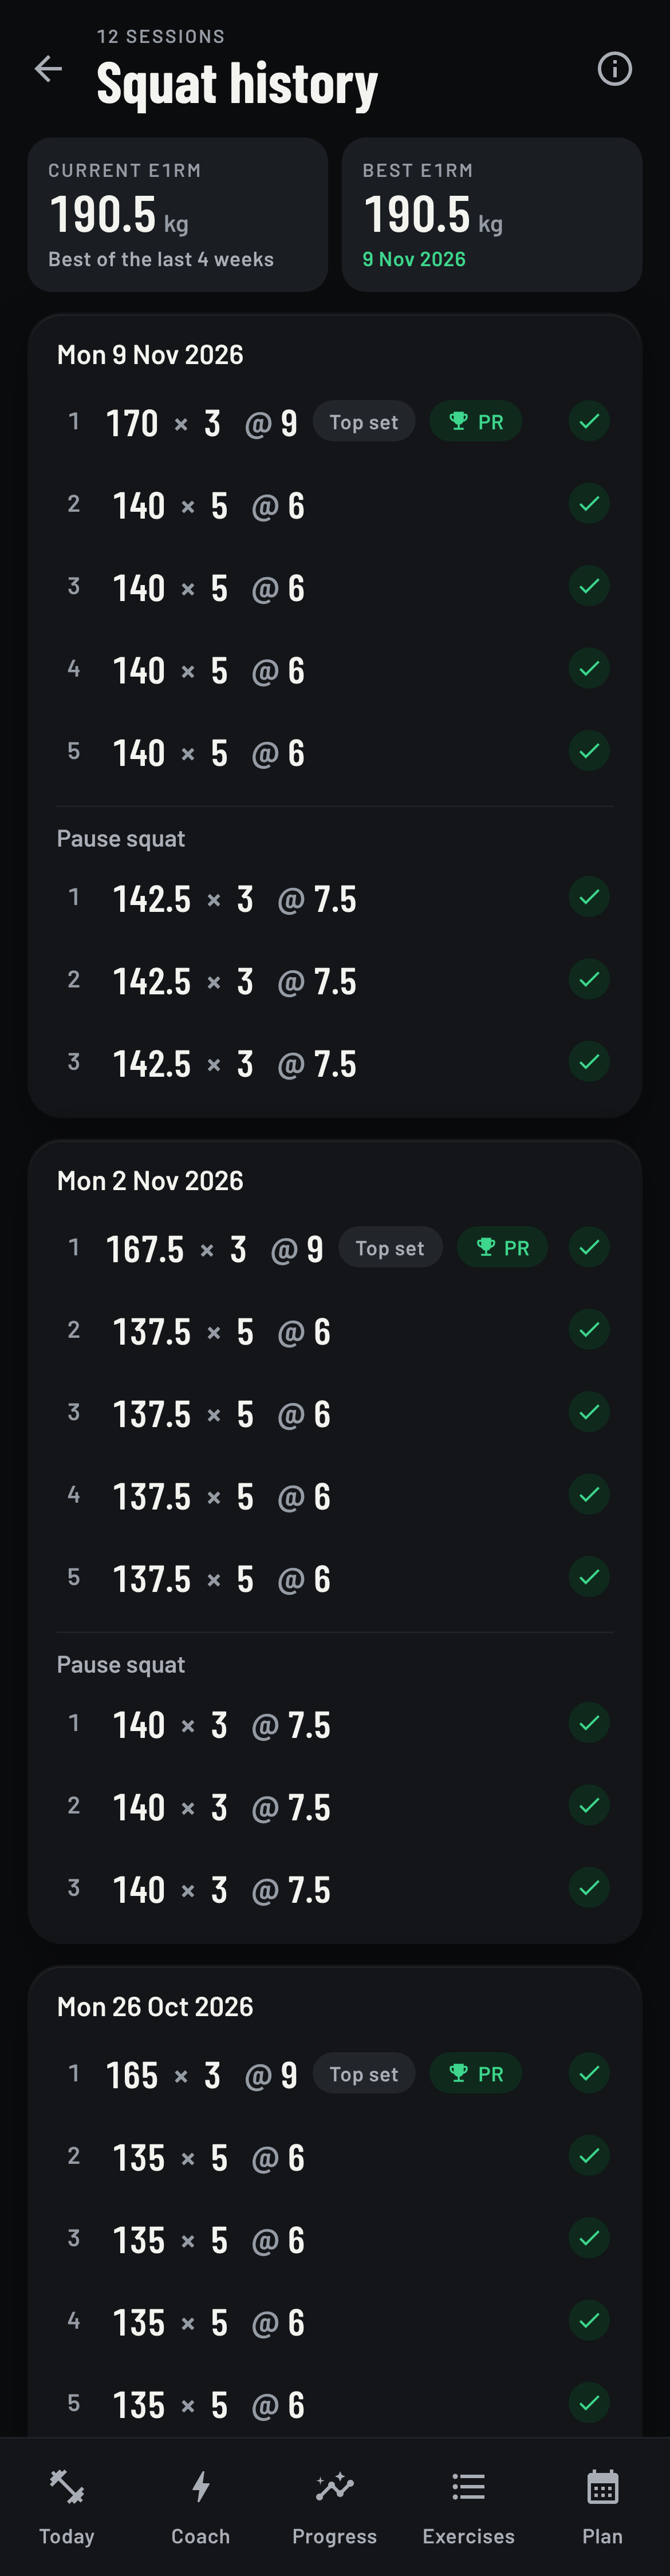 12 SESSIONS
Squat history
CURRENT E1RM
190.5 kg
Best of the last 4 weeks
BEST E1RM
190.5 kg
9 Nov 2026
Mon 9 Nov 2026
1 170 × 3 @ 9 Top set PR
2 140 × 5 @ 6
3 140 × 5 @ 6
4 140 × 5 @ 6
5 140 × 5 @ 6
Pause squat
1 142.5 × 3 @ 7.5
2 142.5 × 3 @ 7.5
3 142.5 × 3 @ 7.5
Mon 2 Nov 2026
1 167.5 × 3 @ 9 Top set PR
2 137.5 × 5 @ 6
3 137.5 × 5 @ 6
4 137.5 × 5 @ 6
5 137.5 × 5 @ 6
Pause squat
1 140 × 3 @ 7.5
2 140 × 3 @ 7.5
3 140 × 3 @ 7.5
Mon 26 Oct 2026
1 165 × 3 @ 9 Top set PR
2 135 × 5 @ 6
3 135 × 5 @ 6
4 135 × 5 @ 6
5 135 × 5 @ 6
Today Coach Progress Exercises Plan